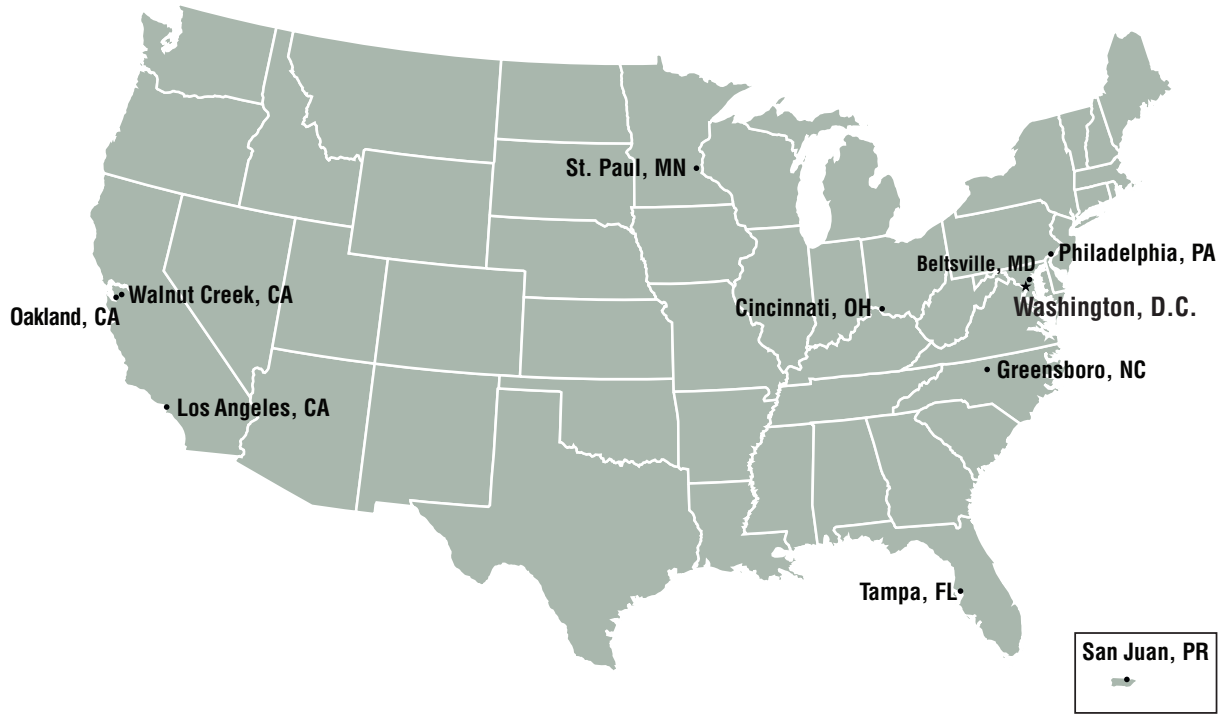 St. Paul, MN
Philadelphia, PA
Beltsville, MD
Walnut Creek, CA
Washington, D.C.
Cincinnati, OH
Oakland, CA
Greensboro, NC
Los Angeles, CA
Tampa, FL
San Juan, PR